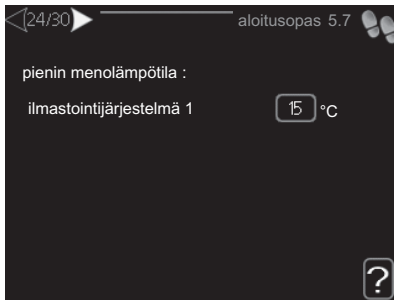 24/30 aloitusopas 5.7
pienin menolämpötila :
ilmastointijärjestelmä 1 15 °C
?